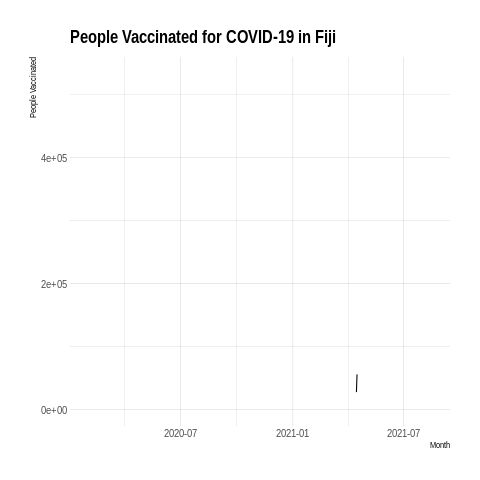 People Vaccinated for COVID-19 in Fiji
People Vaccinated
4e+05
2e+05
0e+00
2020-07
2021-01
2021-07
Month